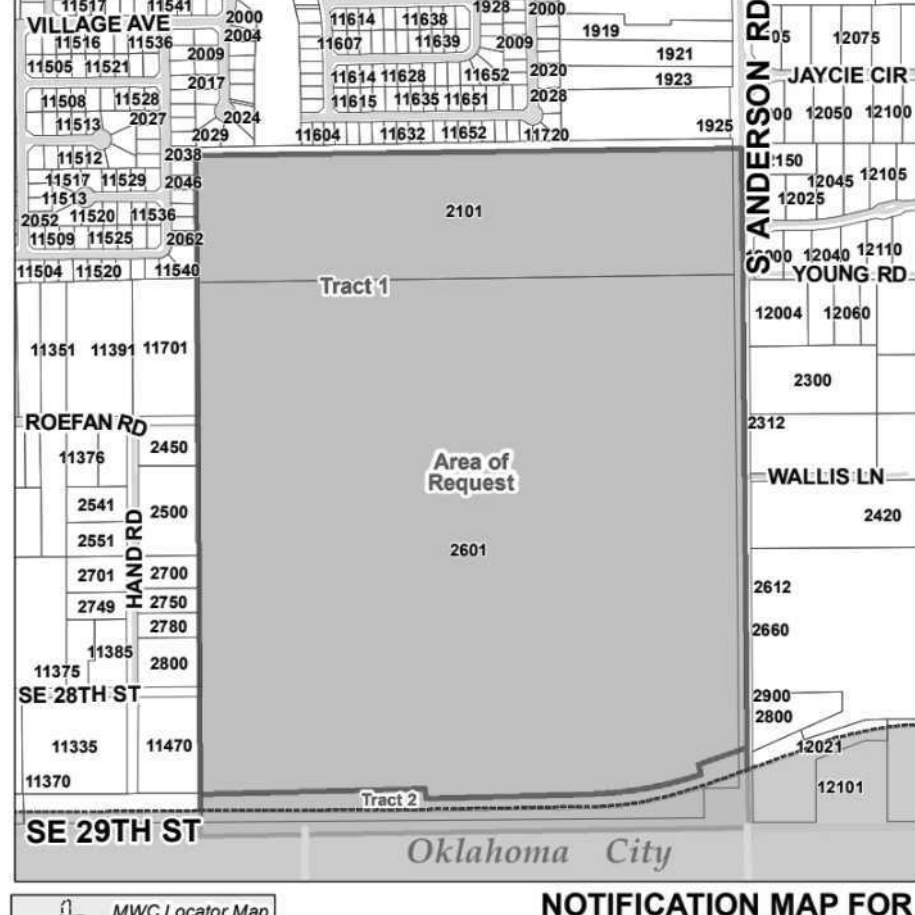 11517 11541
2000
VILLAGE AVE
2004
11516 11536
2009
11505 11521
2017
11508 11528
2027
2024
11513
2029
11512
2038
11517 11529
2046
11513
2052 11520 11536
11509 11525
2062
11504 11520 11540
11614 11638
1928
2000
11607 11639
2009
11614 11628 11652
2020
11615 11635 11651
2028
11604 11632 11652 11720
1919
1921
1923
1925
S ANDERSON RD
12075
JAYCIE CIR
12050 12100
12045 12105
12025
12040 12110
YOUNG RD
12004 12060
2300
2312
WALLIS LN
2420
2612
2660
2900
2800
12021
12101
2101
Tract 1
Area of
Request
2601
Tract 2
11351 11391 11701
ROEFAN RD
11376
2450
2541
2500
2551
HAND RD
2701
2700
2749
2750
2780
11385
11375
2800
SE 28TH ST
11335
11470
11370
SE 29TH ST
Oklahoma City
MWC Locator Map
NOTIFICATION MAP FOR